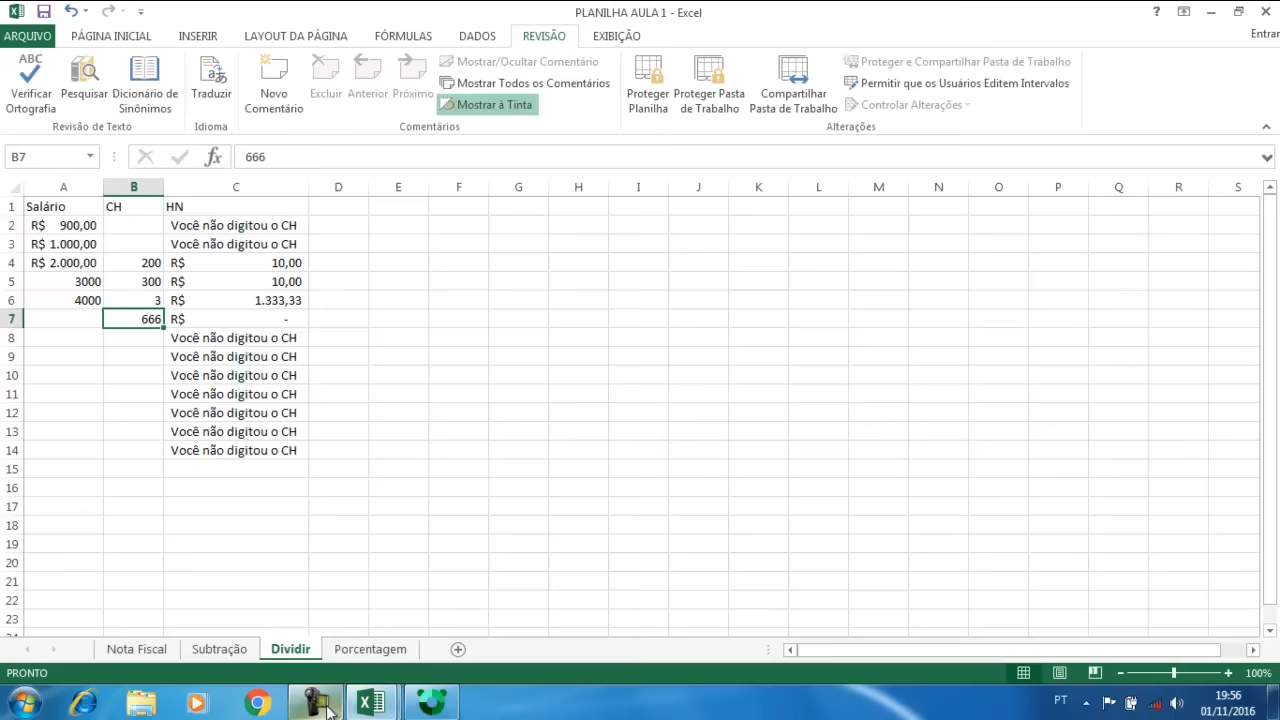 PLANILHA AULA 1 - Excel
?
ARQUIVO PÁGINA INICIAL INSERIR LAYOUT DA PÁGINA FÓRMULAS DADOS REVISÃO EXIBIÇÃO Entrar
ABC
Verificar Ortografia
Pesquisar
Dicionário de Sinônimos
Revisão de Texto
Traduzir
Idioma
Novo Comentário
Excluir
Anterior
Próximo
Mostrar/Ocultar Comentário
Mostrar Todos os Comentários
Mostrar à Tinta
Comentários
Proteger Planilha
Proteger Pasta de Trabalho
Compartilhar Pasta de Trabalho
Proteger e Compartilhar Pasta de Trabalho
Permitir que os Usuários Editem Intervalos
Controlar Alterações
Alterações
B7 fx 666
A B C D E F G H I J K L M N O P Q R S
1 Salário CH HN
2 R$ 900,00 Você não digitou o CH
3 R$ 1.000,00 Você não digitou o CH
4 R$ 2.000,00 200 R$ 10,00
5 3000 300 R$ 10,00
6 4000 3 R$ 1.333,33
7 666 R$ -
8 Você não digitou o CH
9 Você não digitou o CH
10 Você não digitou o CH
11 Você não digitou o CH
12 Você não digitou o CH
13 Você não digitou o CH
14 Você não digitou o CH
15
16
17
18
19
20
21
22
23
Nota Fiscal Subtração Dividir Porcentagem
PRONTO 100%
PT 19:56
01/11/2016